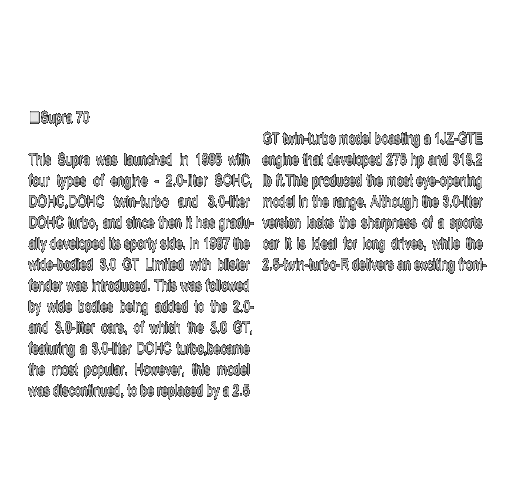 ■Supra 70
This Supra was launched in 1986 with
four types of engine - 2.0-liter SOHC,
DOHC,DOHC twin-turbo and 3.0-liter
DOHC turbo, and since then it has gradu-
ally developed its sporty side. In 1987 the
wide-bodied 3.0 GT Limited with blister
fender was introduced. This was followed
by wide bodies being added to the 2.0-
and 3.0-liter cars, of which the 3.0 GT,
featuring a 3.0-liter DOHC turbo,became
the most popular. However, this model
was discontinued, to be replaced by a 2.5
GT twin-turbo model boasting a 1JZ-GTE
engine that developed 276 hp and 318.2
lb ft.This produced the most eye-opening
model in the range. Although the 3.0-liter
version lacks the sharpness of a sports
car it is ideal for long drives, while the
2.5-twin-turbo-R delivers an exciting front-